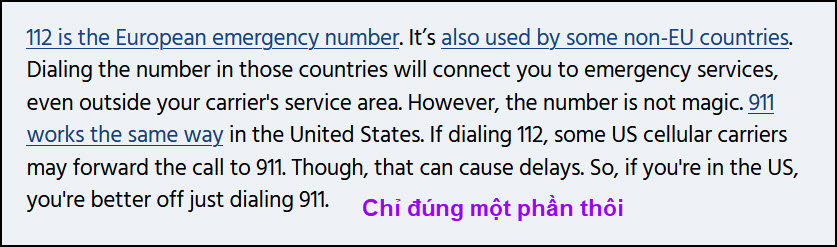 112 is the European emergency number. It’s also used by some non-EU countries.
Dialing the number in those countries will connect you to emergency services,
even outside your carrier's service area. However, the number is not magic. 911
works the same way in the United States. If dialing 112, some US cellular carriers
may forward the call to 911. Though, that can cause delays. So, if you're in the US,
you're better off just dialing 911. Chỉ đúng một phần thôi